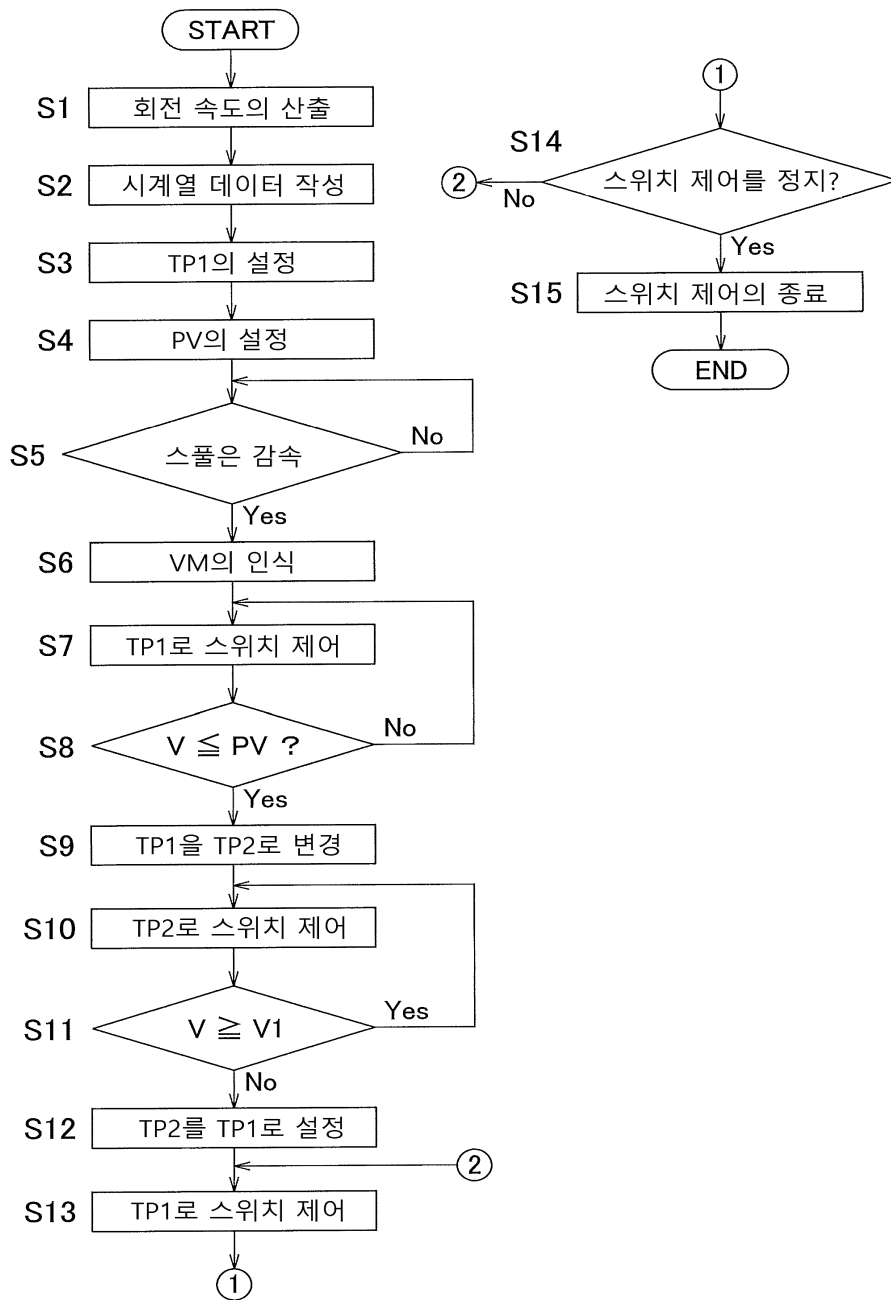 START
S1 회전 속도의 산출
S2 시계열 데이터 작성
S3 TP1의 설정
S4 PV의 설정
S5 스풀은 감속
No
Yes
S6 VM의 인식
S7 TP1로 스위치 제어
S8 V ≦ PV ?
No
Yes
S9 TP1을 TP2로 변경
S10 TP2로 스위치 제어
S11 V ≧ V1
Yes
No
S12 TP2를 TP1로 설정
②
S13 TP1로 스위치 제어
①
①
S14 스위치 제어를 정지?
② No
Yes
S15 스위치 제어의 종료
END